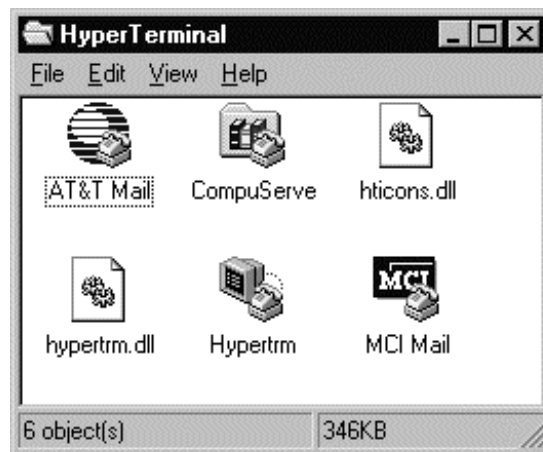 HyperTerminal
File Edit View Help
AT&T Mail CompuServe hticons.dll
MCI
hypertrm.dll Hypertrm MCI Mail
6 object(s) 346KB